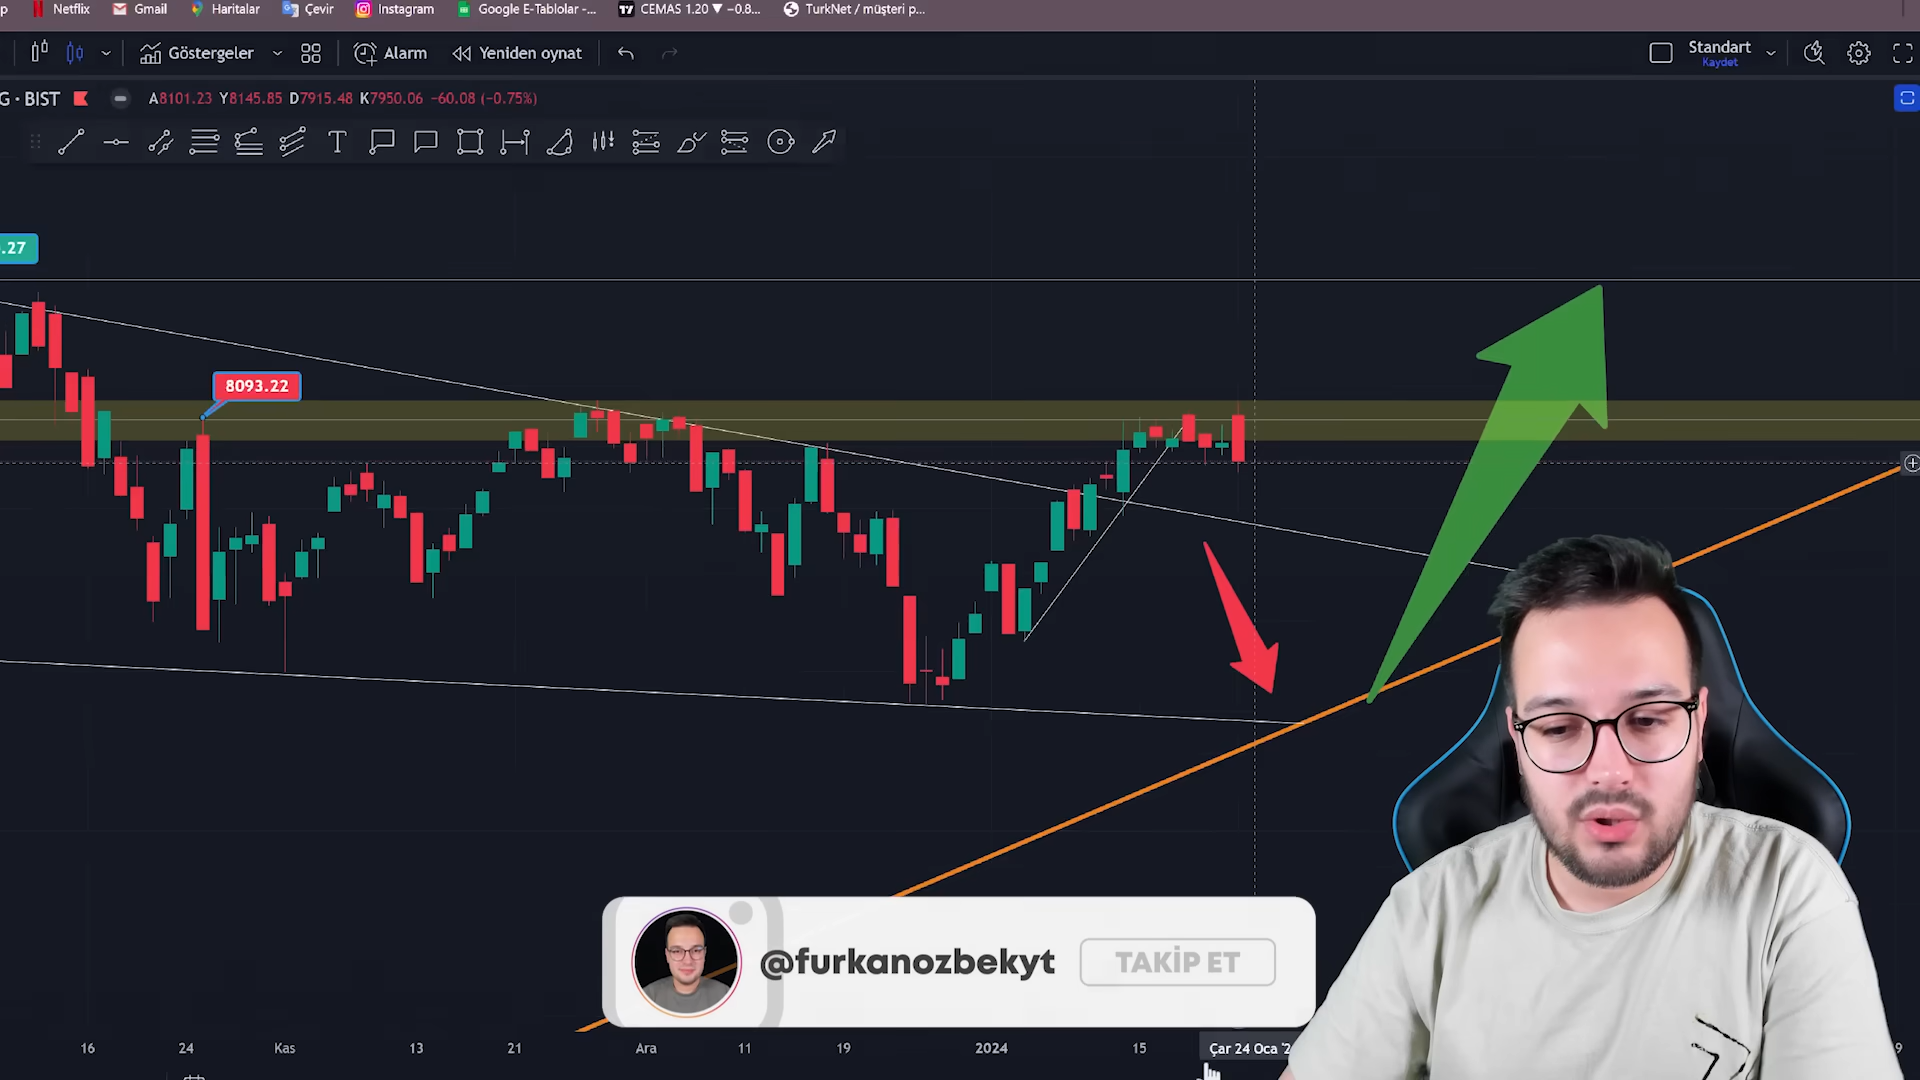 p Netflix Gmail Haritalar Çevir Instagram Google E-Tablolar -... CEMAS 1.20 ▼ −0.8... TurkNet / müşteri p...
Göstergeler Alarm Yeniden oynat Standart
Kaydet
G · BIST A8101.23 Y8145.85 D7915.48 K7950.06 −60.08 (−0.75%)
.27
8093.22
@furkanozbekyt TAKİP ET
16 24 Kas 13 21 Ara 11 19 2024 15 Çar 24 Oca '2 9